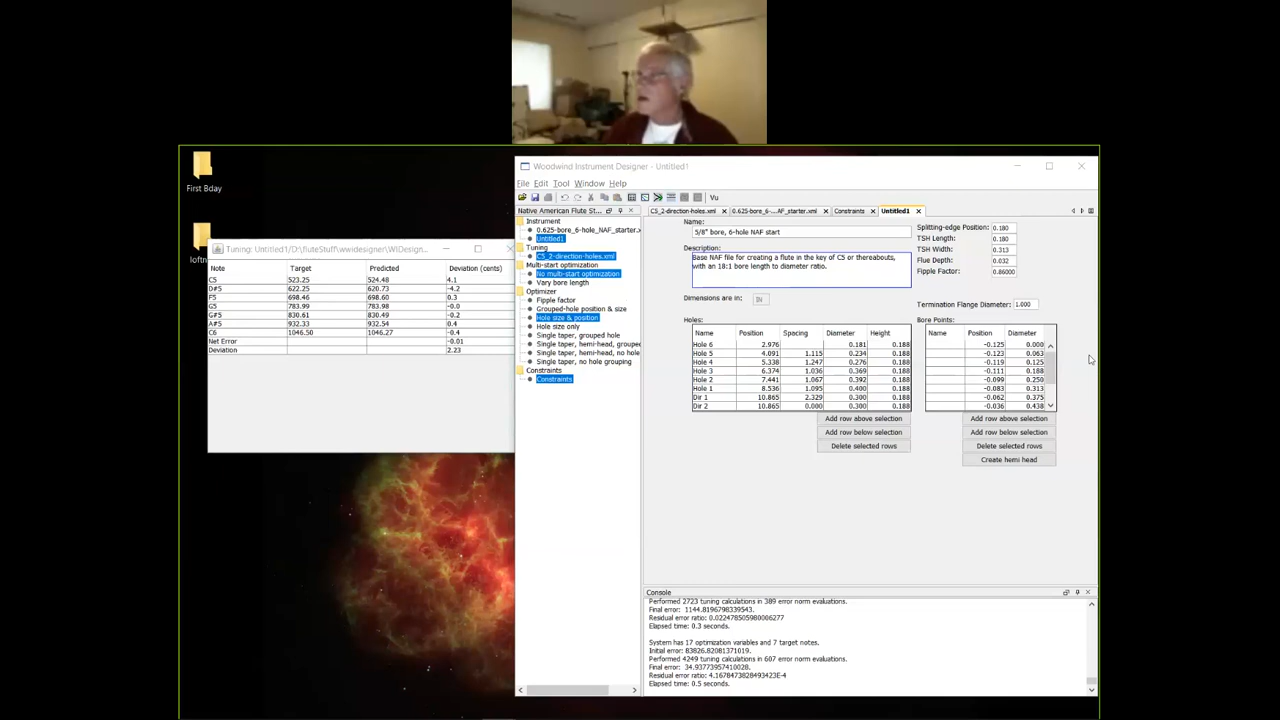 First Bday
Tuning: Untitled1/D:\fluteStuff\wwidesigner\WIDesign...
Note Target Predicted Deviation (cents)
C5 523.25 524.48 4.1
D#5 622.25 620.73 -4.2
F5 698.46 698.60 0.3
G5 783.99 783.98 -0.0
G#5 830.61 830.49 -0.2
A#5 932.33 932.54 0.4
C6 1046.50 1046.27 -0.4
Net Error -0.01
Deviation 2.23
Woodwind Instrument Designer - Untitled1
File Edit Tool Window Help
Vu
Native American Flute St...
Instrument
0.625-bore_6-hole_NAF_starter.x
Untitled1
Tuning
C5_2-direction-holes.xml
Multi-start optimization
No multi-start optimization
Vary bore length
Optimizer
Fipple factor
Grouped-hole position & size
Hole size & position
Hole size only
Single taper, grouped hole
Single taper, hemi-head, groupe
Single taper, hemi-head, no hole
Single taper, no hole grouping
Constraints
Constraints
C5_2-direction-holes.xml 0.625-bore_6-...AF_starter.xml Constraints Untitled1
Name:
5/8" bore, 6-hole NAF start
Description:
Base NAF file for creating a flute in the key of C5 or thereabouts,
with an 18:1 bore length to diameter ratio.
Dimensions are in: IN
Splitting-edge Position: 0.180
TSH Length: 0.180
TSH Width: 0.313
Flue Depth: 0.032
Fipple Factor: 0.86000
Termination Flange Diameter: 1.000
Holes:
Name Position Spacing Diameter Height
Hole 6 2.976 0.181 0.188
Hole 5 4.091 1.115 0.234 0.188
Hole 4 5.338 1.247 0.276 0.188
Hole 3 6.374 1.036 0.369 0.188
Hole 2 7.441 1.067 0.392 0.188
Hole 1 8.536 1.095 0.400 0.188
Dir 1 10.865 2.329 0.300 0.188
Dir 2 10.865 0.000 0.300 0.188
Add row above selection
Add row below selection
Delete selected rows
Bore Points:
Name Position Diameter
-0.125 0.000
-0.123 0.063
-0.119 0.125
-0.111 0.188
-0.099 0.250
-0.083 0.313
-0.062 0.375
-0.036 0.438
Add row above selection
Add row below selection
Delete selected rows
Create hemi head
Console
Performed 2723 tuning calculations in 389 error norm evaluations.
Final error: 1144.8196798339543.
Residual error ratio: 0.022478505980006277
Elapsed time: 0.3 seconds.
System has 17 optimization variables and 7 target notes.
Initial error: 83826.82081371019.
Performed 4249 tuning calculations in 607 error norm evaluations.
Final error: 34.93773957410028.
Residual error ratio: 4.1678473828493423E-4
Elapsed time: 0.5 seconds.